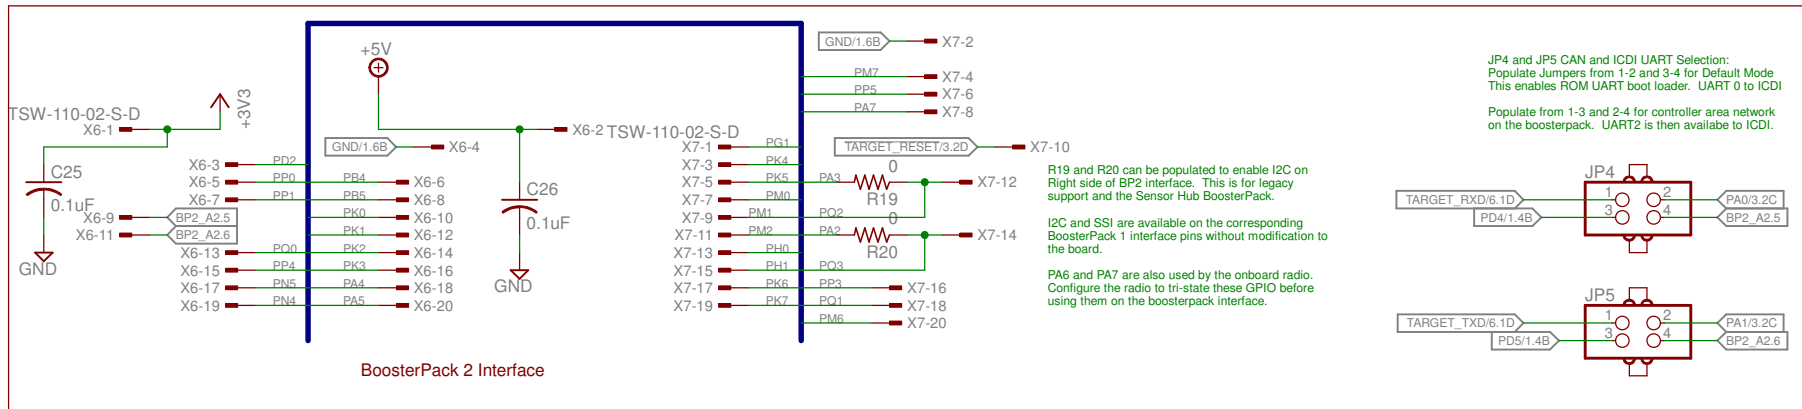 GND/1.6B
X7-2
+5V
PM7
X7-4
PP5
X7-6
PA7
X7-8
+3V3
TSW-110-02-S-D
X6-1
X6-2
TSW-110-02-S-D
GND/1.6B
X6-4
X7-1
PG1
TARGET_RESET/3.2D
X7-10
X6-3
PD2
X7-3
PK4
0
C25
0.1uF
X6-5
PP0
PB4
X6-6
X7-5
PK5
PA3
R19
X7-12
X6-7
PP1
PB5
X6-8
C26
0.1uF
X7-7
PM0
X6-9
BP2_A2.5
PK0
X6-10
X7-9
PM1
PQ2
0
X6-11
BP2_A2.6
PK1
X6-12
X7-11
PM2
PA2
R20
X7-14
X6-13
PQ0
PK2
X6-14
X7-13
PH0
GND
X6-15
PP4
PK3
X6-16
GND
X7-15
PH1
PQ3
X6-17
PN5
PA4
X6-18
X7-17
PK6
PP3
X7-16
X6-19
PN4
PA5
X6-20
X7-19
PK7
PQ1
X7-18
PM6
X7-20
BoosterPack 2 Interface
R19 and R20 can be populated to enable I2C on
Right side of BP2 interface.  This is for legacy
support and the Sensor Hub BoosterPack.
I2C and SSI are available on the corresponding
BoosterPack 1 interface pins without modification to
the board.
PA6 and PA7 are also used by the onboard radio.
Configure the radio to tri-state these GPIO before
using them on the boosterpack interface.
JP4 and JP5 CAN and ICDI UART Selection:
Populate Jumpers from 1-2 and 3-4 for Default Mode
This enables ROM UART boot loader.  UART 0 to ICDI
Populate from 1-3 and 2-4 for controller area network
on the boosterpack.  UART2 is then availabe to ICDI.
JP4
TARGET_RXD/6.1D
1
2
PA0/3.2C
PD4/1.4B
3
4
BP2_A2.5
JP5
TARGET_TXD/6.1D
1
2
PA1/3.2C
PD5/1.4B
3
4
BP2_A2.6